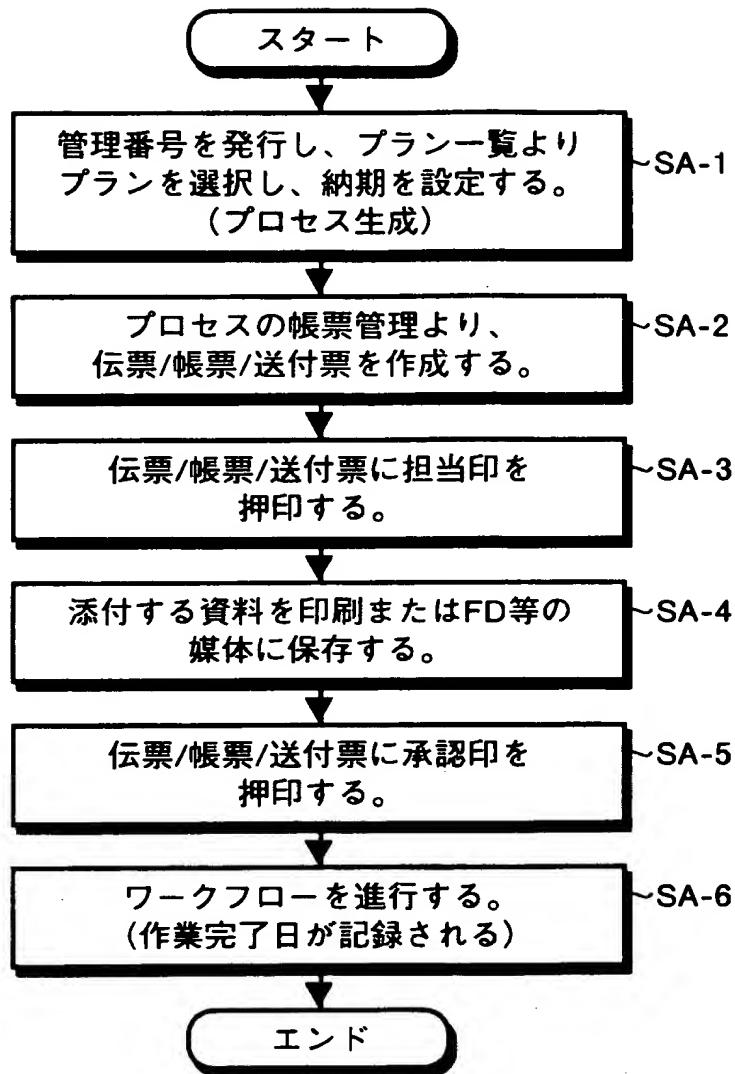 スタート
管理番号を発行し、プラン一覧より
プランを選択し、納期を設定する。
(プロセス生成)
~SA-1
プロセスの帳票管理より、
伝票/帳票/送付票を作成する。
~SA-2
伝票/帳票/送付票に担当印を
押印する。
~SA-3
添付する資料を印刷またはFD等の
媒体に保存する。
~SA-4
伝票/帳票/送付票に承認印を
押印する。
~SA-5
ワークフローを進行する。
(作業完了日が記録される)
~SA-6
エンド